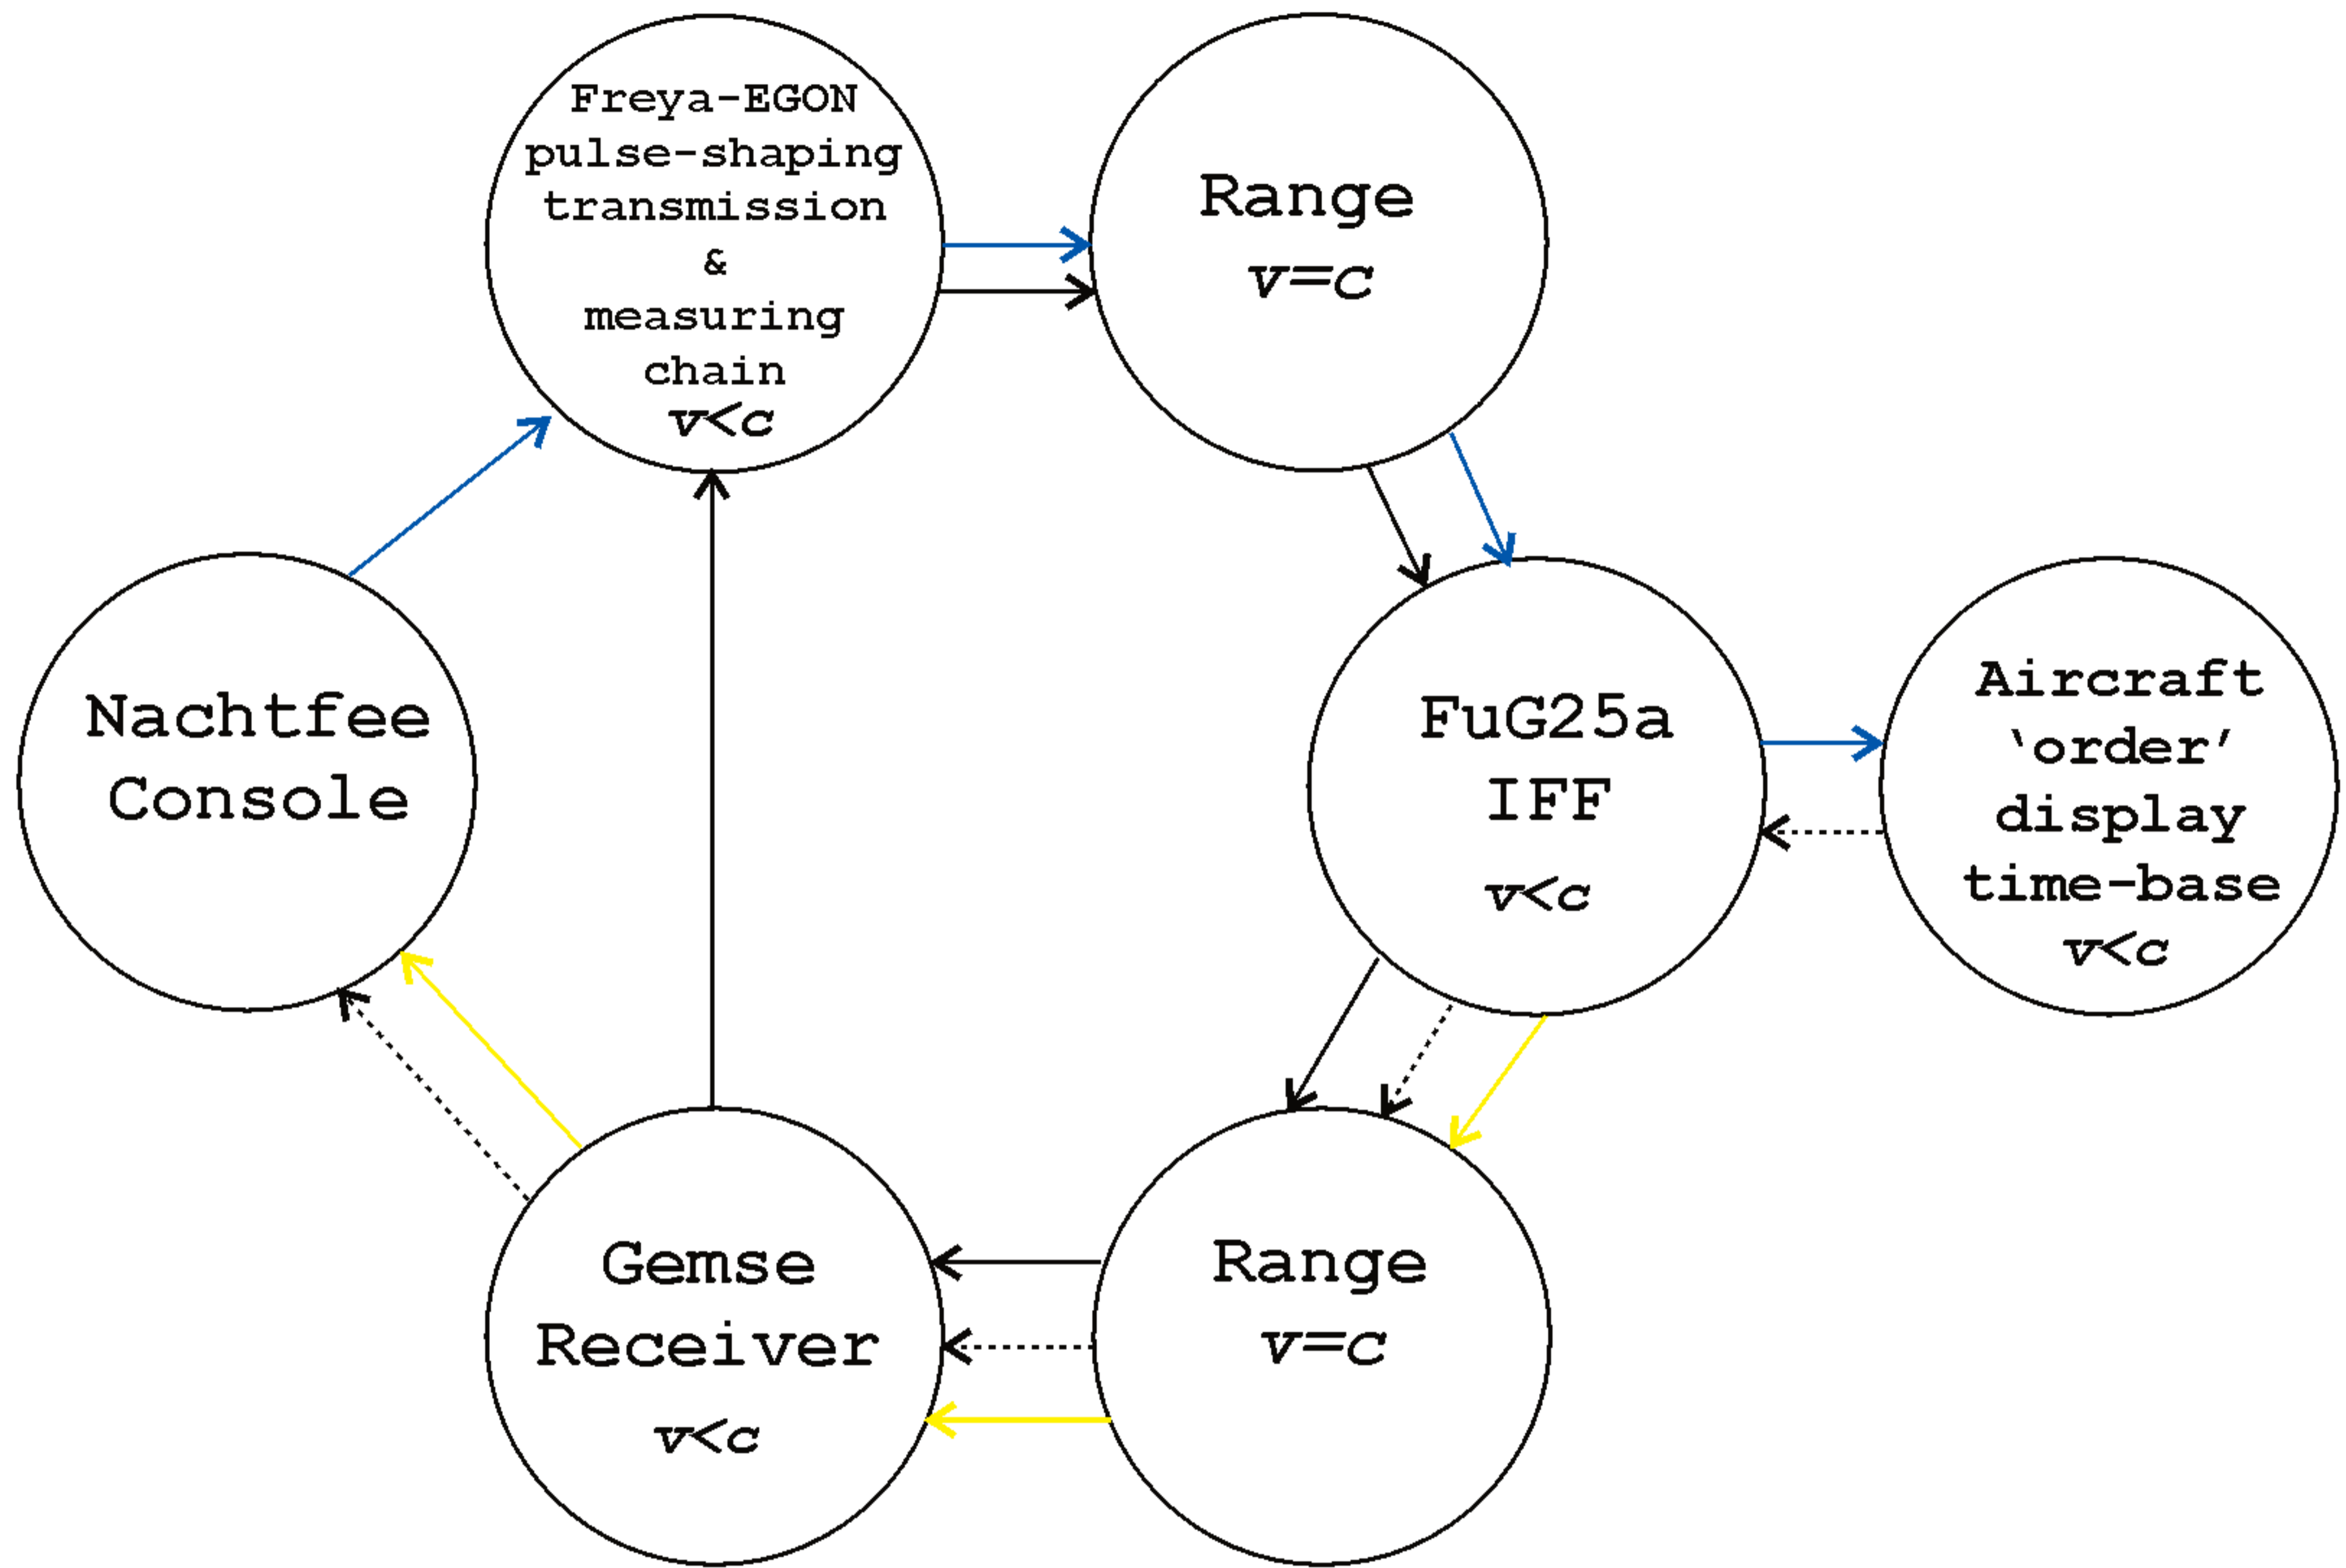 Freya-EGON
pulse-shaping
transmission
&
measuring
chain
v<c
Range
v=c
Nachtfee
Console
FuG25a
IFF
v<c
Aircraft
‘order’
display
time-base
v<c
Gemse
Receiver
v<c
Range
v=c